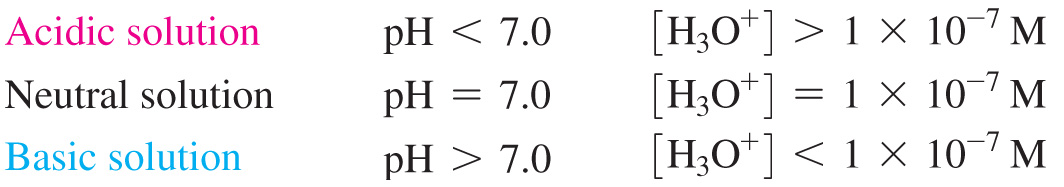 Acidic solution pH < 7.0 [H₃O⁺] > 1 × 10⁻⁷ M
Neutral solution pH = 7.0 [H₃O⁺] = 1 × 10⁻⁷ M
Basic solution pH > 7.0 [H₃O⁺] < 1 × 10⁻⁷ M